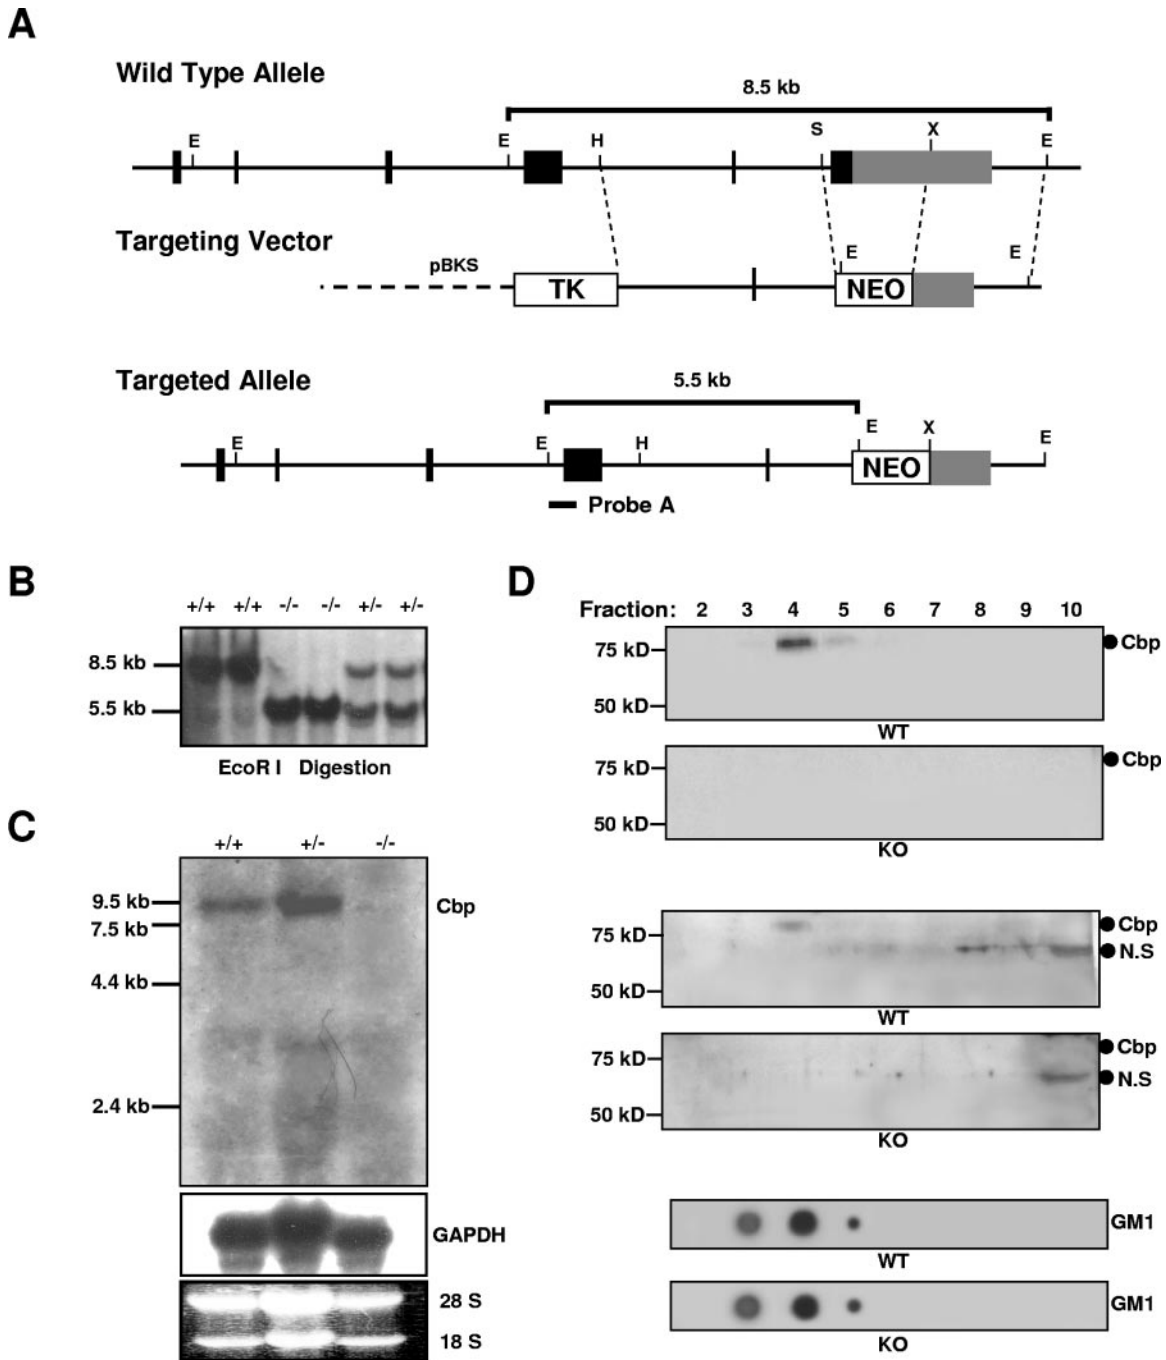 A
Wild Type Allele
8.5 kb
E E H S X E
Targeting Vector
pBKS
E E
TK NEO
Targeted Allele
5.5 kb
E E H E X E
NEO
Probe A
B
+/+ +/+ -/- -/- +/- +/-
8.5 kb
5.5 kb
EcoR I Digestion
C
+/+ +/- -/-
9.5 kb
Cbp
7.5 kb
4.4 kb
2.4 kb
GAPDH
28 S
18 S
D
Fraction: 2 3 4 5 6 7 8 9 10
75 kD
Cbp
50 kD
WT
75 kD
Cbp
50 kD
KO
75 kD
Cbp
N.S
50 kD
WT
75 kD
Cbp
N.S
50 kD
KO
GM1
WT
GM1
KO